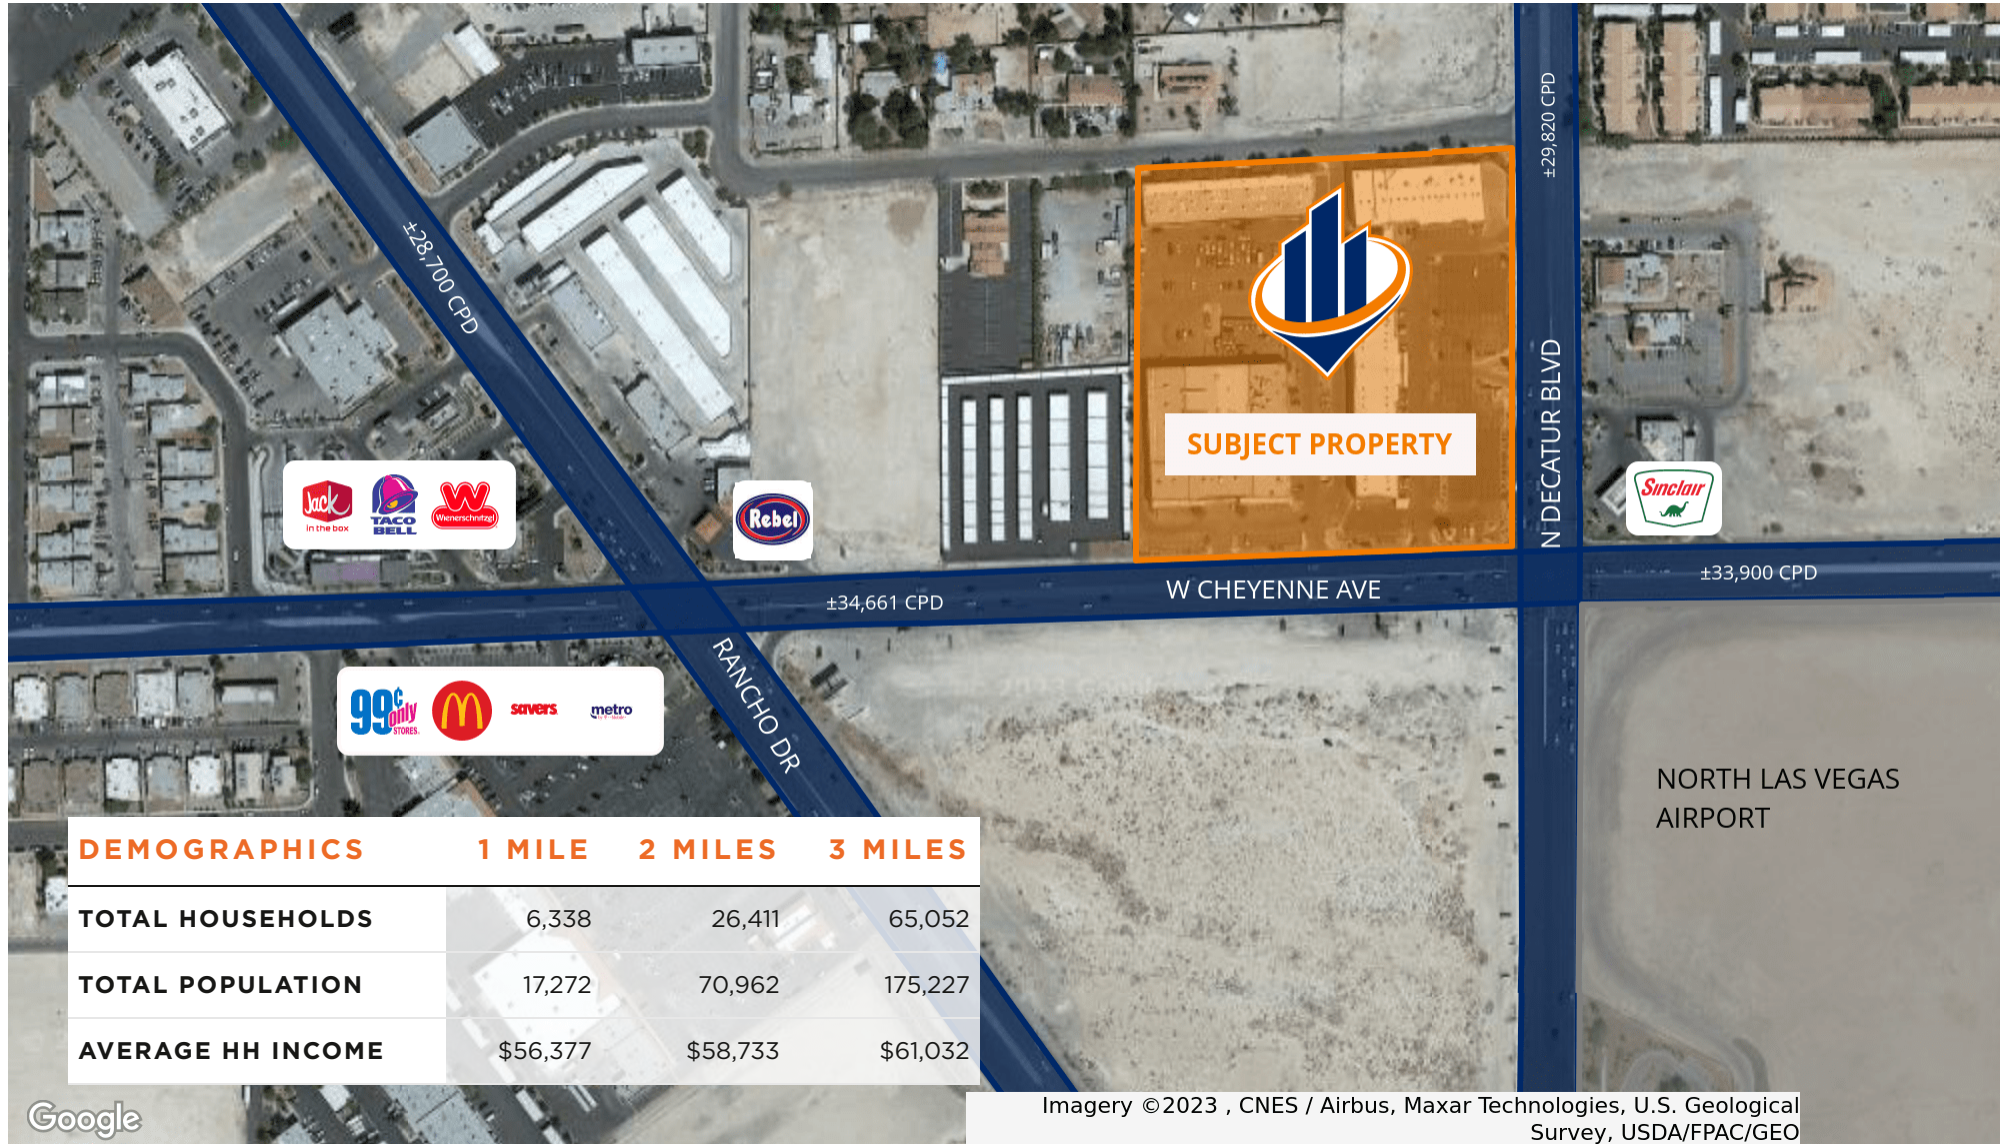 ±29,820 CPD
±28,700 CPD
N DECATUR BLVD
SUBJECT PROPERTY
Jack
in the box
TACO
BELL
Wienerschnitzel
Rebel
Sinclair
±33,900 CPD
W CHEYENNE AVE
±34,661 CPD
RANCHO DR
99¢
only
STORES.
savers
metro
NORTH LAS VEGAS
AIRPORT
DEMOGRAPHICS 1 MILE 2 MILES 3 MILES
TOTAL HOUSEHOLDS 6,338 26,411 65,052
TOTAL POPULATION 17,272 70,962 175,227
AVERAGE HH INCOME $56,377 $58,733 $61,032
Google
Imagery ©2023 , CNES / Airbus, Maxar Technologies, U.S. Geological
Survey, USDA/FPAC/GEO